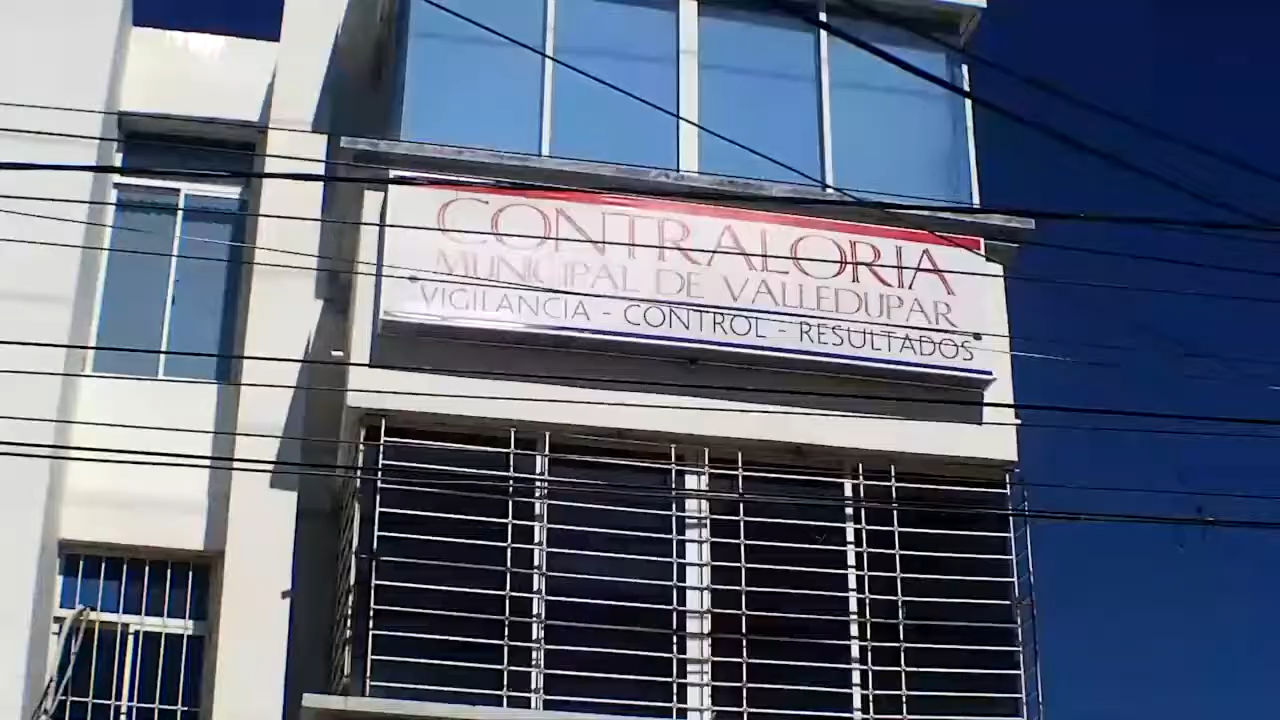 CONTRALORIA
MUNICIPAL DE VALLEDUPAR
VIGILANCIA - CONTROL - RESULTADOS